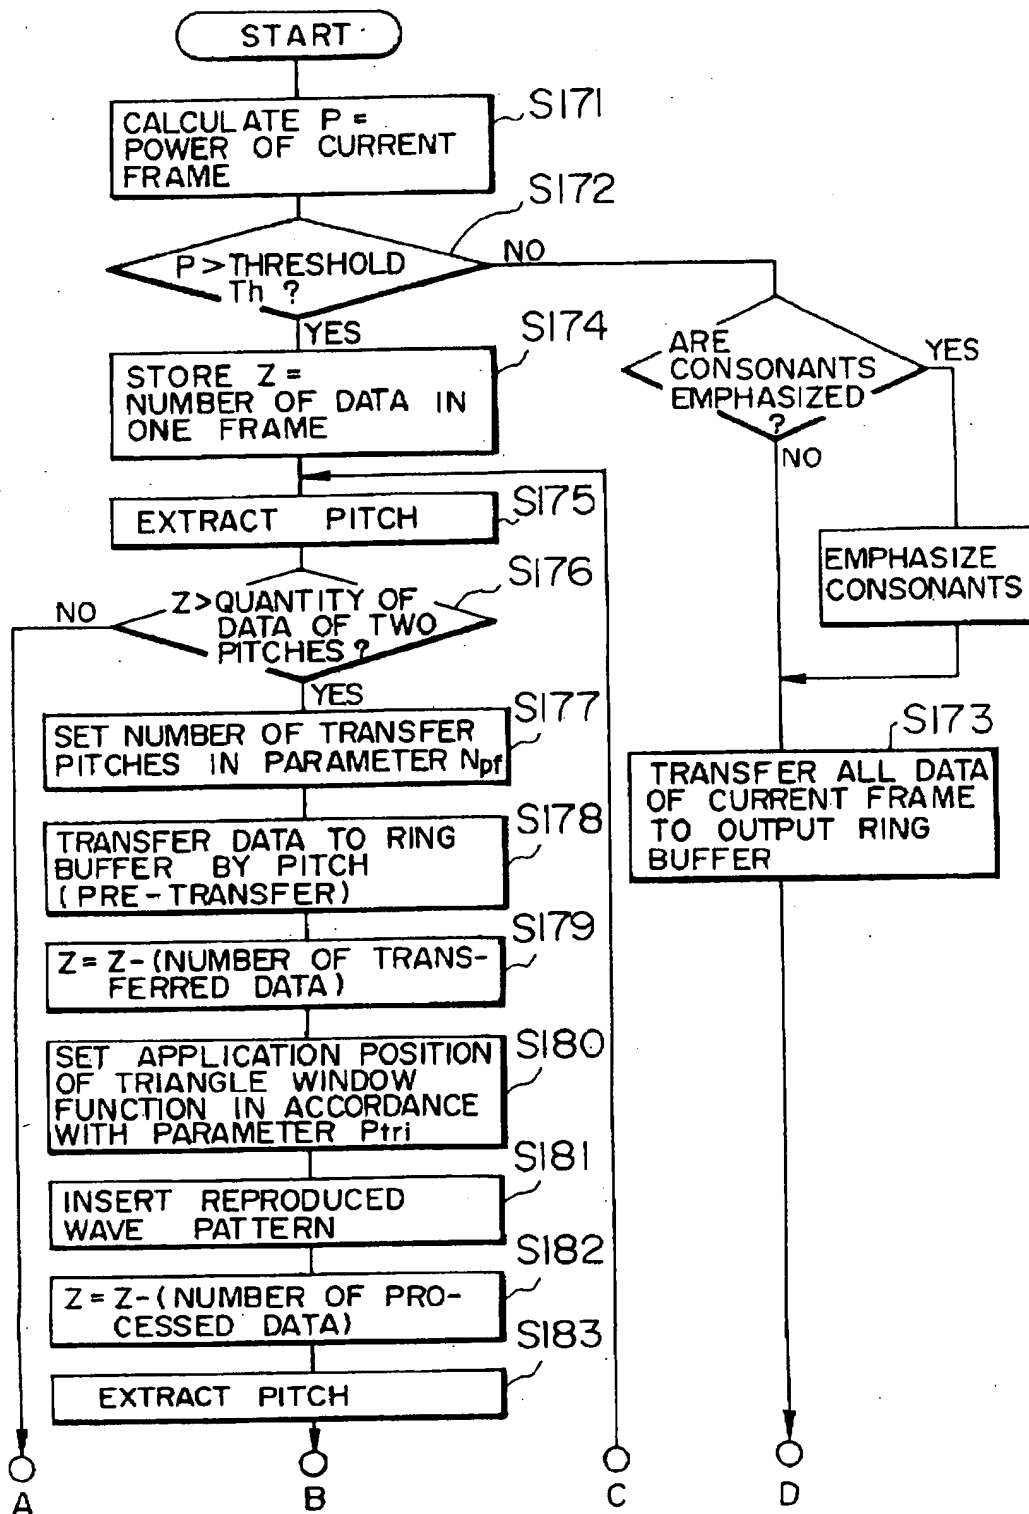 START
S171
CALCULATE P =
POWER OF CURRENT
FRAME
S172
P > THRESHOLD
Th ?
NO
YES
S174
STORE Z =
NUMBER OF DATA IN
ONE FRAME
ARE
CONSONANTS
EMPHASIZED
?
YES
NO
S175
EXTRACT PITCH
EMPHASIZE
CONSONANTS
S176
Z > QUANTITY OF
DATA OF TWO
PITCHES ?
NO
YES
S177
SET NUMBER OF TRANSFER
PITCHES IN PARAMETER Npf
S173
TRANSFER ALL DATA
OF CURRENT FRAME
TO OUTPUT RING
BUFFER
S178
TRANSFER DATA TO RING
BUFFER BY PITCH
(PRE-TRANSFER)
S179
Z = Z - (NUMBER OF TRANS-
FERRED DATA)
S180
SET APPLICATION POSITION
OF TRIANGLE WINDOW
FUNCTION IN ACCORDANCE
WITH PARAMETER Ptri
S181
INSERT REPRODUCED
WAVE PATTERN
S182
Z = Z - (NUMBER OF PRO-
CESSED DATA)
S183
EXTRACT PITCH
A
B
C
D